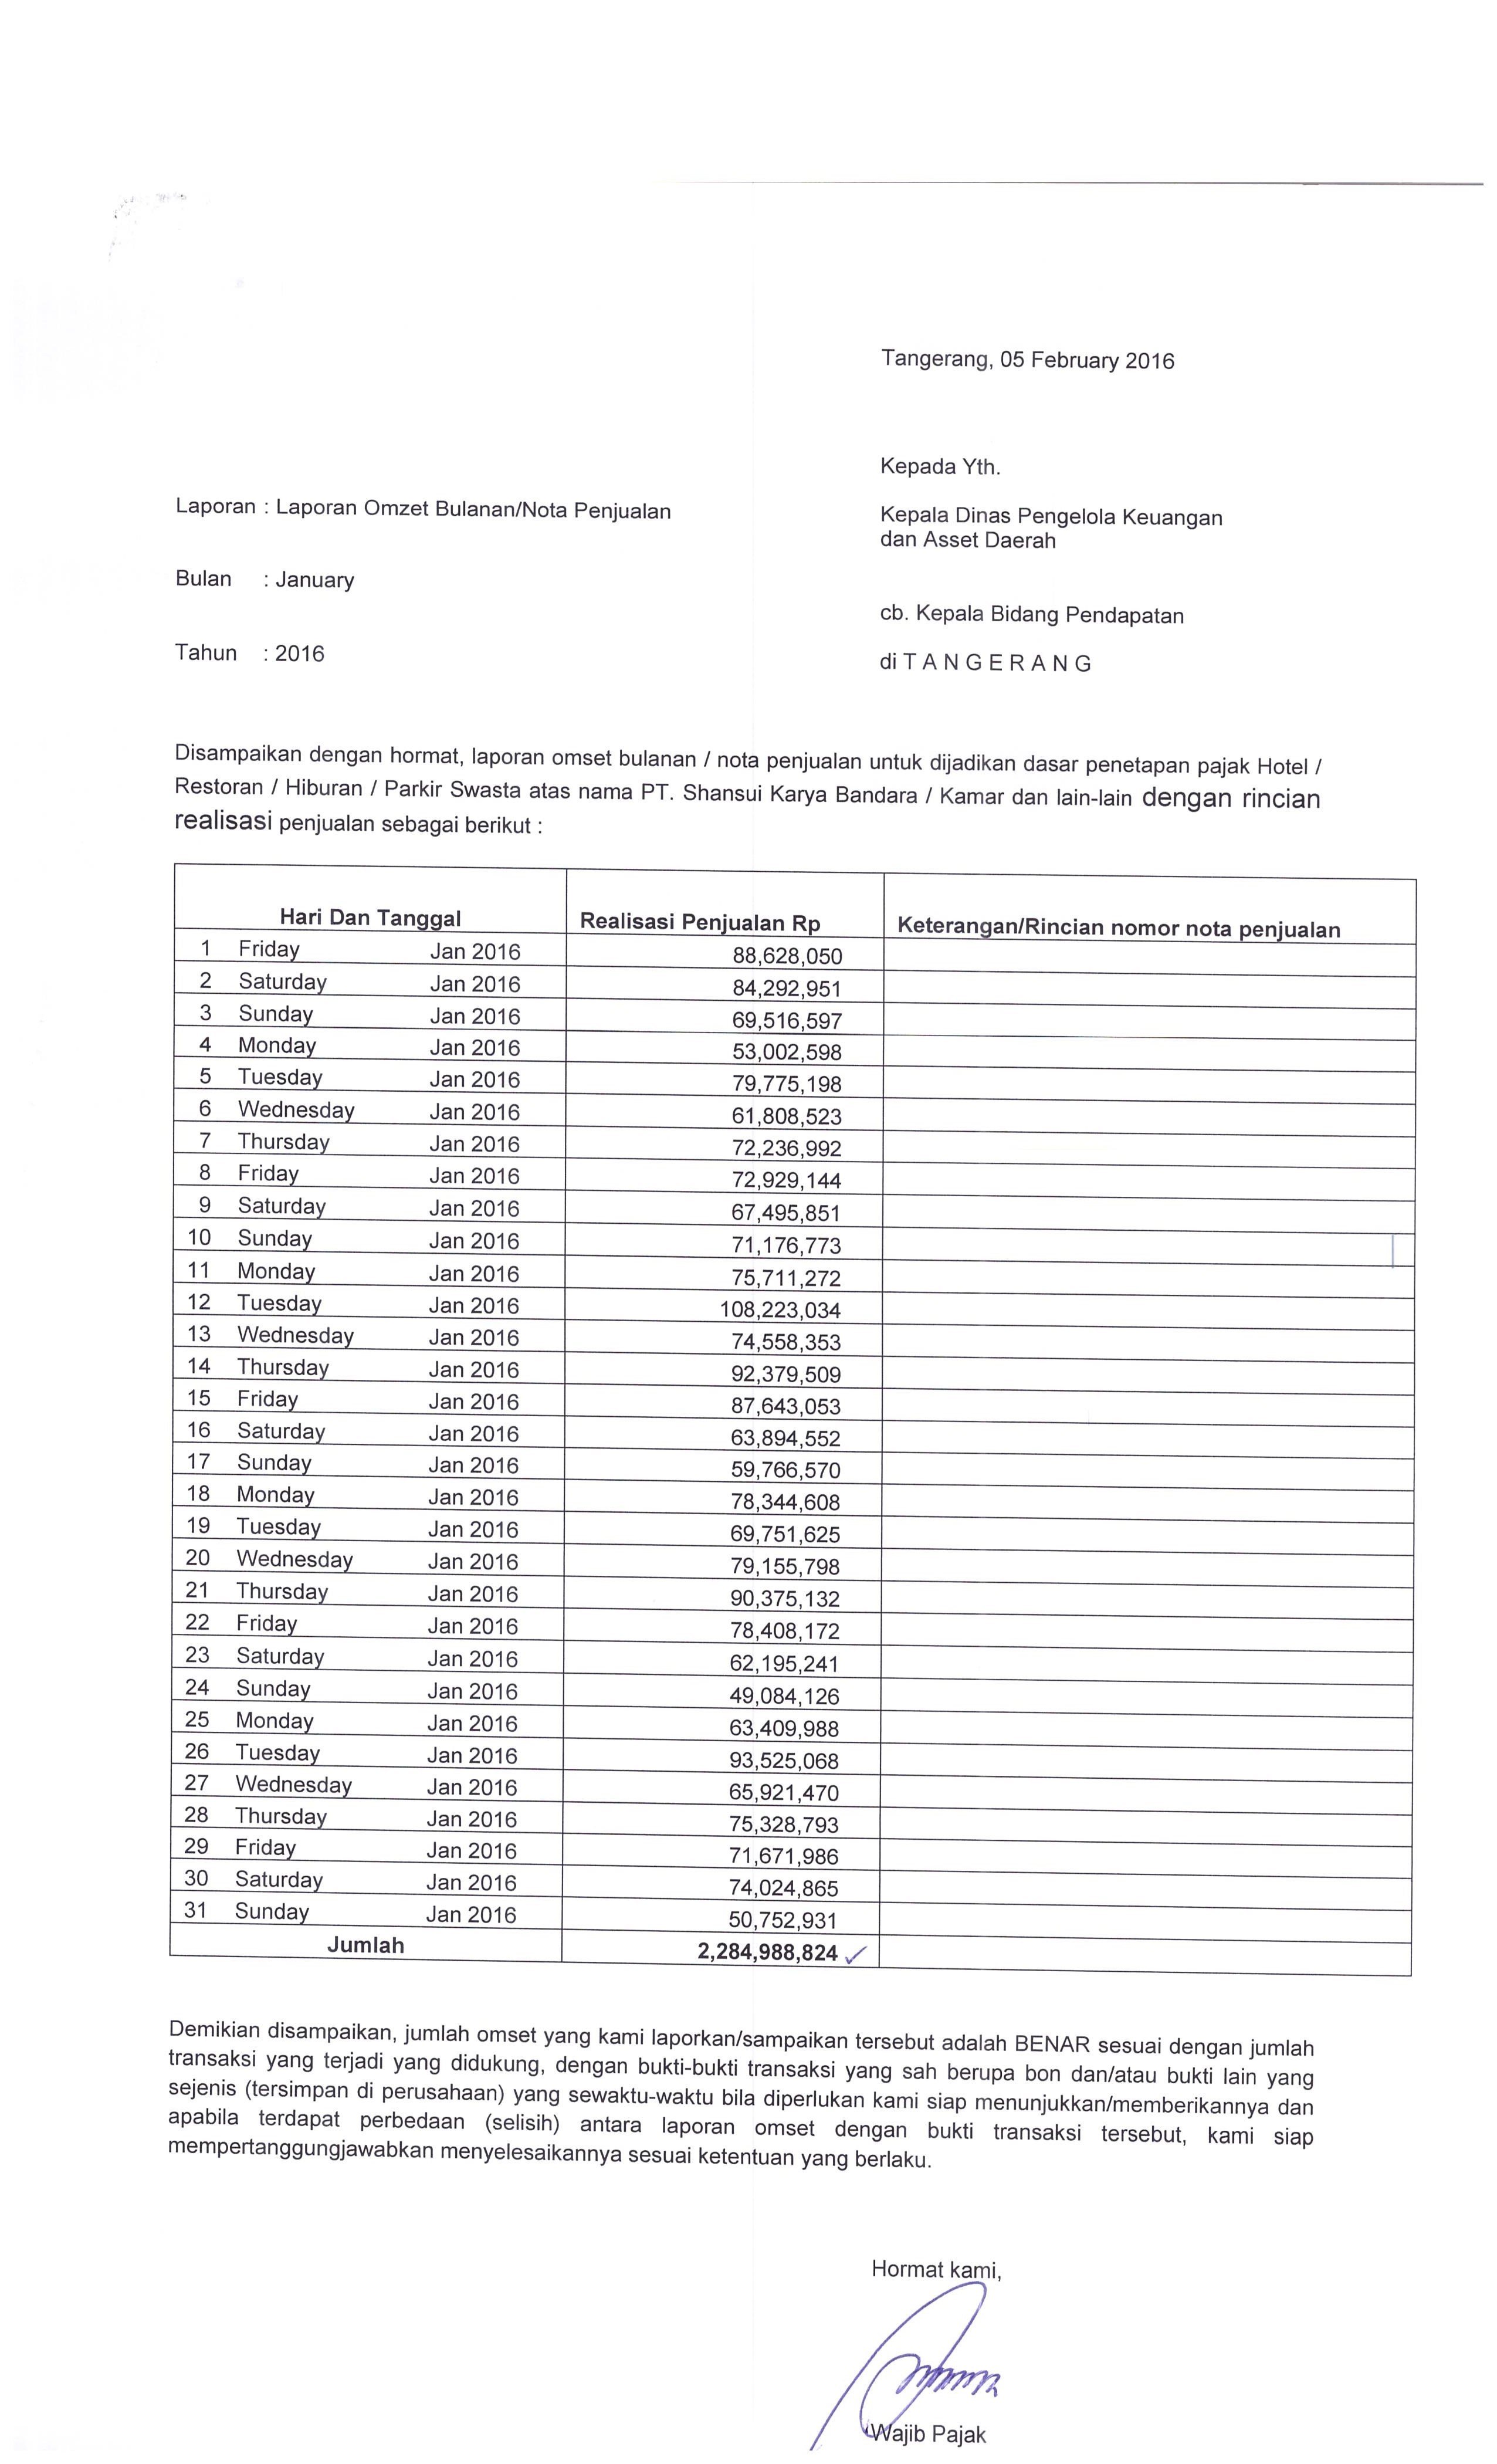 Tangerang, 05 February 2016
Kepada Yth.
Laporan : Laporan Omzet Bulanan/Nota Penjualan
Kepala Dinas Pengelola Keuangan
dan Asset Daerah
Bulan : January
cb. Kepala Bidang Pendapatan
Tahun : 2016
di T A N G E R A N G
Disampaikan dengan hormat, laporan omset bulanan / nota penjualan untuk dijadikan dasar penetapan pajak Hotel /
Restoran / Hiburan / Parkir Swasta atas nama PT. Shansui Karya Bandara / Kamar dan lain-lain dengan rincian
realisasi penjualan sebagai berikut :
Hari Dan Tanggal Realisasi Penjualan Rp Keterangan/Rincian nomor nota penjualan
1 Friday Jan 2016 88,628,050
2 Saturday Jan 2016 84,292,951
3 Sunday Jan 2016 69,516,597
4 Monday Jan 2016 53,002,598
5 Tuesday Jan 2016 79,775,198
6 Wednesday Jan 2016 61,808,523
7 Thursday Jan 2016 72,236,992
8 Friday Jan 2016 72,929,144
9 Saturday Jan 2016 67,495,851
10 Sunday Jan 2016 71,176,773
11 Monday Jan 2016 75,711,272
12 Tuesday Jan 2016 108,223,034
13 Wednesday Jan 2016 74,558,353
14 Thursday Jan 2016 92,379,509
15 Friday Jan 2016 87,643,053
16 Saturday Jan 2016 63,894,552
17 Sunday Jan 2016 59,766,570
18 Monday Jan 2016 78,344,608
19 Tuesday Jan 2016 69,751,625
20 Wednesday Jan 2016 79,155,798
21 Thursday Jan 2016 90,375,132
22 Friday Jan 2016 78,408,172
23 Saturday Jan 2016 62,195,241
24 Sunday Jan 2016 49,084,126
25 Monday Jan 2016 63,409,988
26 Tuesday Jan 2016 93,525,068
27 Wednesday Jan 2016 65,921,470
28 Thursday Jan 2016 75,328,793
29 Friday Jan 2016 71,671,986
30 Saturday Jan 2016 74,024,865
31 Sunday Jan 2016 50,752,931
Jumlah 2,284,988,824 ✓
Demikian disampaikan, jumlah omset yang kami laporkan/sampaikan tersebut adalah BENAR sesuai dengan jumlah
transaksi yang terjadi yang didukung, dengan bukti-bukti transaksi yang sah berupa bon dan/atau bukti lain yang
sejenis (tersimpan di perusahaan) yang sewaktu-waktu bila diperlukan kami siap menunjukkan/memberikannya dan
apabila terdapat perbedaan (selisih) antara laporan omset dengan bukti transaksi tersebut, kami siap
mempertanggungjawabkan menyelesaikannya sesuai ketentuan yang berlaku.
Hormat kami,
Wajib Pajak